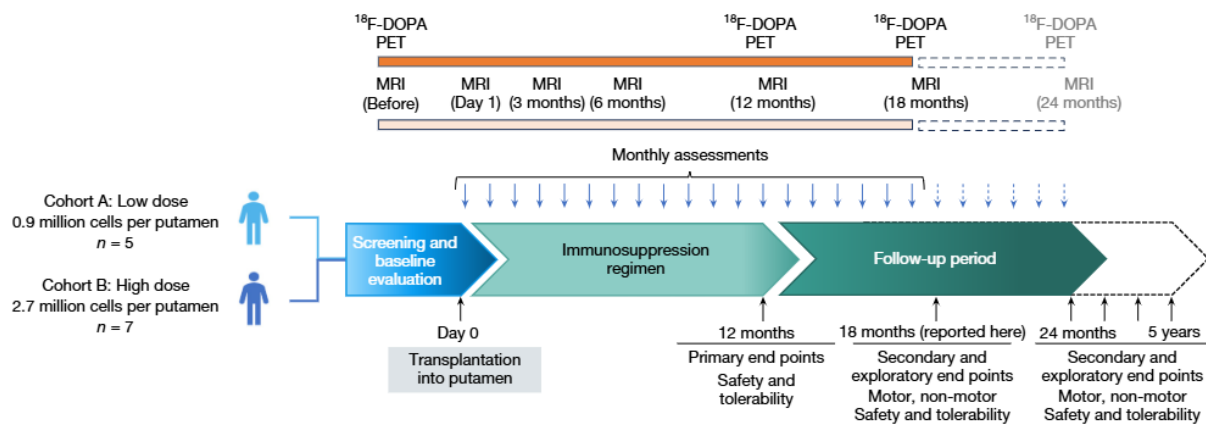 ¹⁸F-DOPA
PET
¹⁸F-DOPA
PET
¹⁸F-DOPA
PET
¹⁸F-DOPA
PET
MRI
(Before)
MRI
(Day 1)
MRI
(3 months)
MRI
(6 months)
MRI
(12 months)
MRI
(18 months)
MRI
(24 months)
Monthly assessments
Cohort A: Low dose
0.9 million cells per putamen
n = 5
Cohort B: High dose
2.7 million cells per putamen
n = 7
Screening and
baseline
evaluation
Immunosuppression
regimen
Follow-up period
Day 0
Transplantation
into putamen
12 months
Primary end points
Safety and
tolerability
18 months (reported here)
Secondary and
exploratory end points
Motor, non-motor
Safety and tolerability
24 months
5 years
Secondary and
exploratory end points
Motor, non-motor
Safety and tolerability